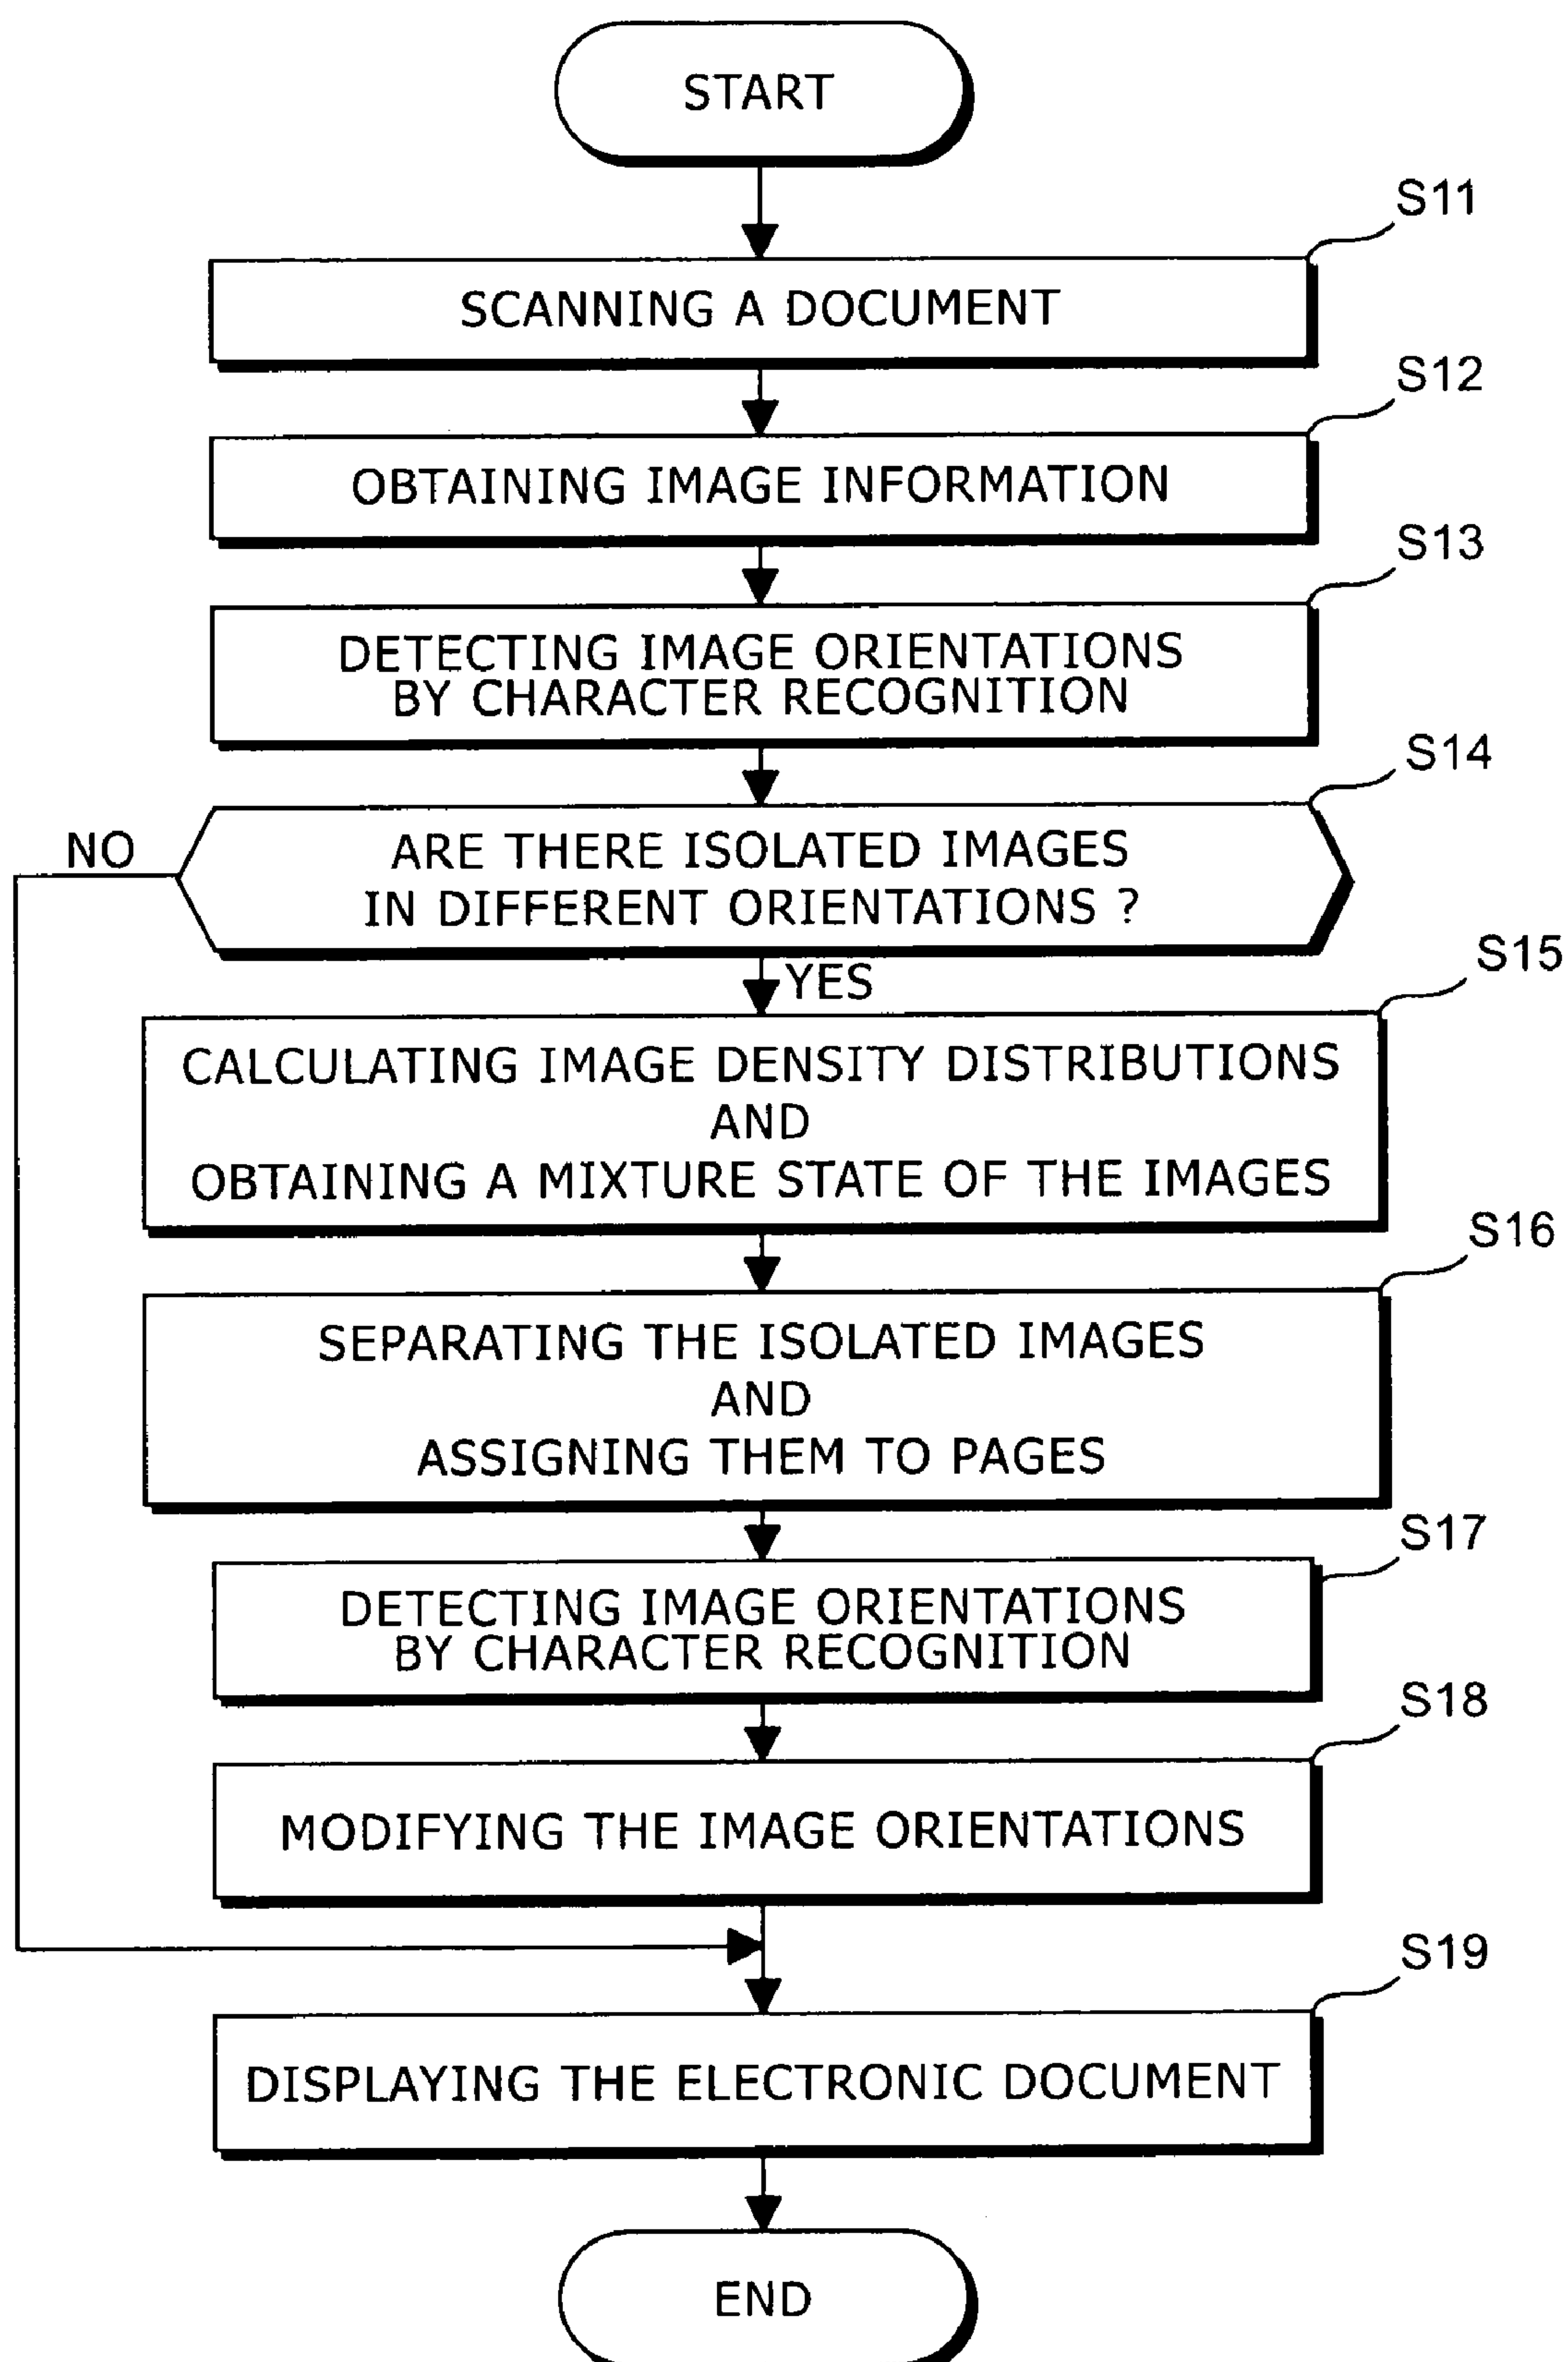 START
S11
SCANNING A DOCUMENT
S12
OBTAINING IMAGE INFORMATION
S13
DETECTING IMAGE ORIENTATIONS
BY CHARACTER RECOGNITION
S14
NO
ARE THERE ISOLATED IMAGES
IN DIFFERENT ORIENTATIONS ?
YES
S15
CALCULATING IMAGE DENSITY DISTRIBUTIONS
AND
OBTAINING A MIXTURE STATE OF THE IMAGES
S16
SEPARATING THE ISOLATED IMAGES
AND
ASSIGNING THEM TO PAGES
S17
DETECTING IMAGE ORIENTATIONS
BY CHARACTER RECOGNITION
S18
MODIFYING THE IMAGE ORIENTATIONS
S19
DISPLAYING THE ELECTRONIC DOCUMENT
END